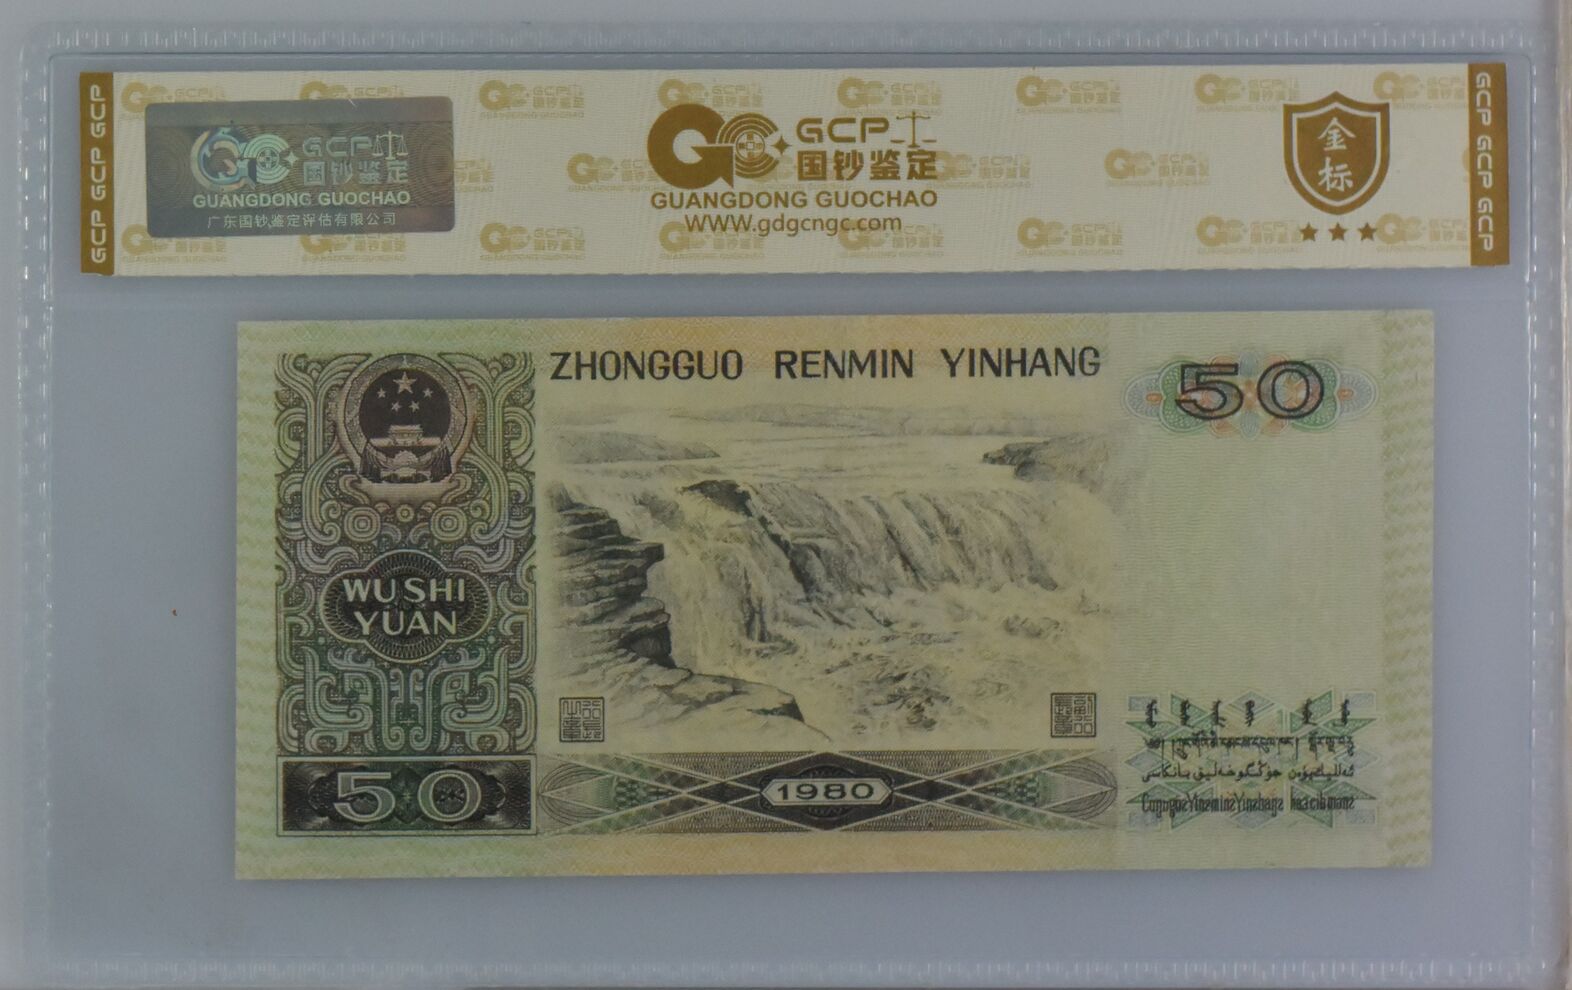 GCP GCP GCP
GCP
国钞鉴定
GUANGDONG GUOCHAO
广东国钞鉴定评估有限公司
GCP
国钞鉴定
GUANGDONG GUOCHAO
WWW.gdgcngc.com
金标
GCP GCP GCP
ZHONGGUO RENMIN YINHANG
50
WU SHI
YUAN
50
1980